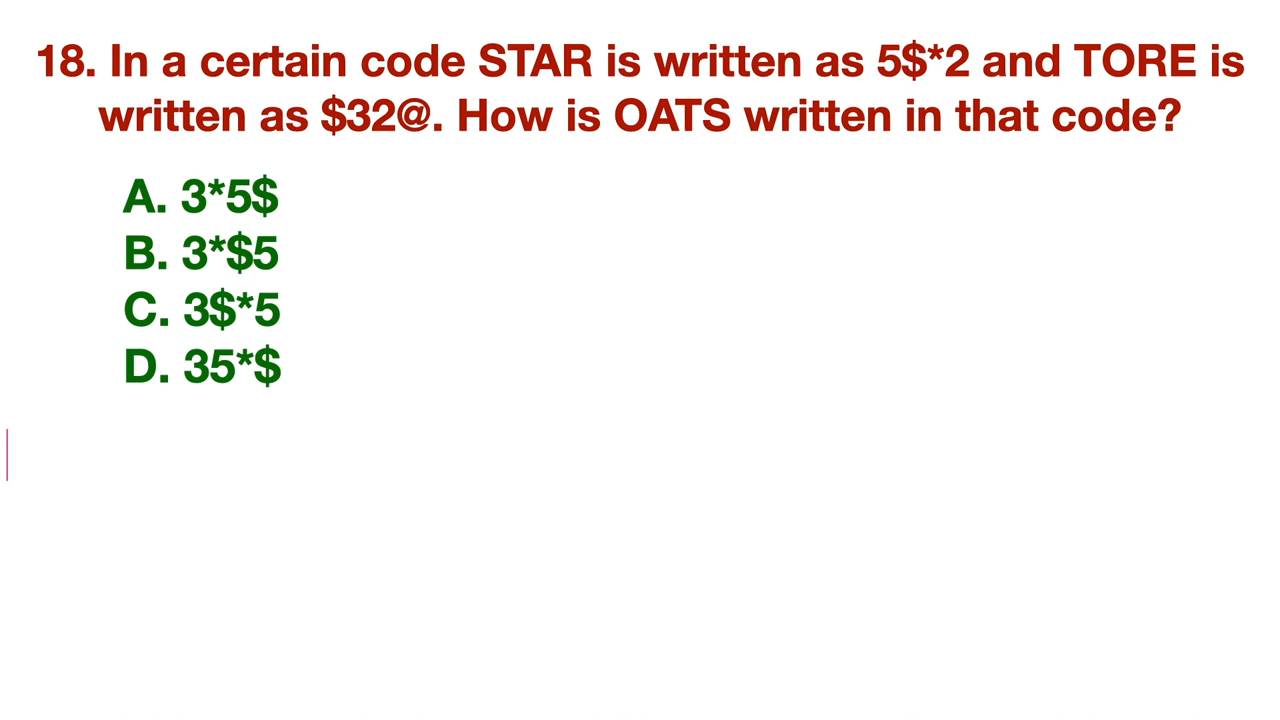 18. In a certain code STAR is written as 5$*2 and TORE is
written as $32@. How is OATS written in that code?
A. 3*5$
B. 3*$5
C. 3$*5
D. 35*$